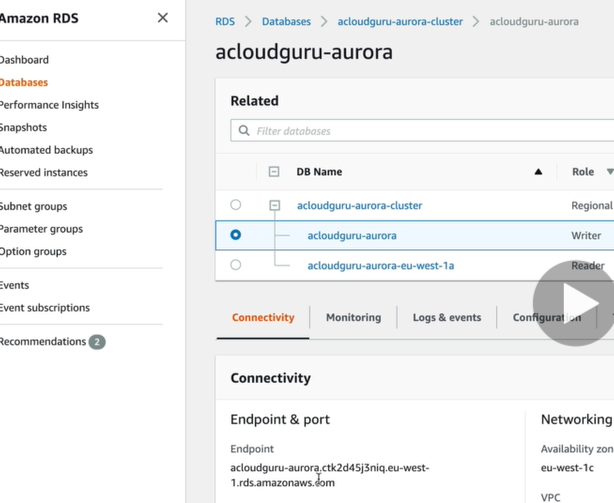 Amazon RDS
RDS > Databases > acloudguru-aurora-cluster > acloudguru-aurora
acloudguru-aurora
Dashboard
Databases
Performance Insights
Snapshots
Automated backups
Reserved instances
Subnet groups
Parameter groups
Option groups
Events
Event subscriptions
Recommendations 2
Related
Filter databases
DB Name Role
acloudguru-aurora-cluster Regional
acloudguru-aurora Writer
acloudguru-aurora-eu-west-1a Reader
Connectivity Monitoring Logs & events Configuration
Connectivity
Endpoint & port
Endpoint
acloudguru-aurora.ctk2d45j3niq.eu-west-
1.rds.amazonaws.com
Networking
Availability zon
eu-west-1c
VPC